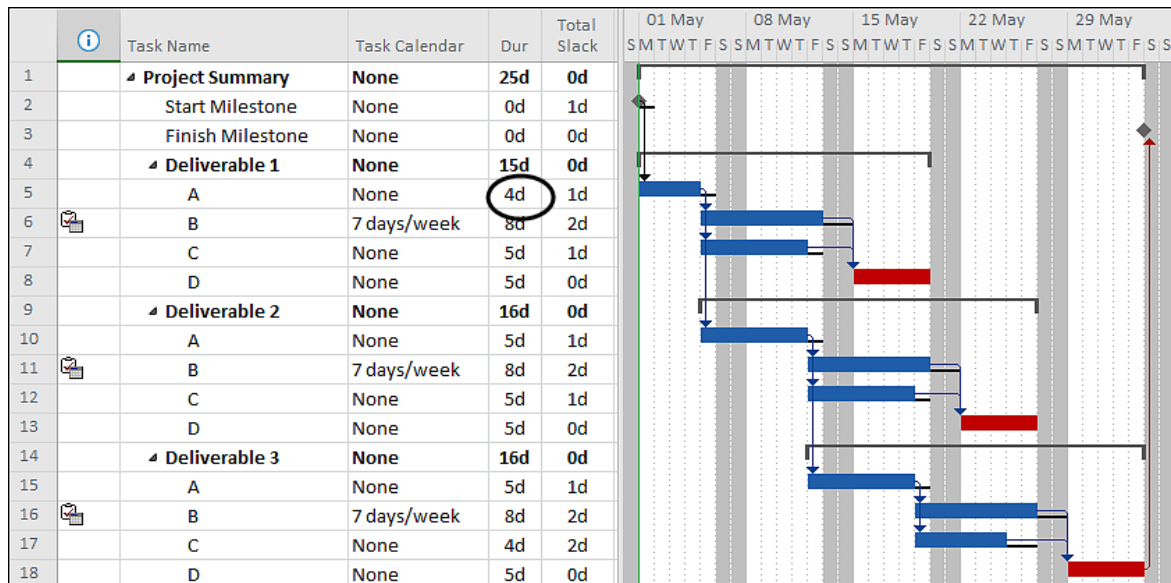 01 May 08 May 15 May 22 May 29 May
Task Name Task Calendar Dur Total Slack S M T W T F S S M T W T F S S M T W T F S S M T W T F S S M T W T F S S
1 Project Summary None 25d 0d
2 Start Milestone None 0d 1d
3 Finish Milestone None 0d 0d
4 Deliverable 1 None 15d 0d
5 A None 4d 1d
6 B 7 days/week 8d 2d
7 C None 5d 1d
8 D None 5d 0d
9 Deliverable 2 None 16d 0d
10 A None 5d 1d
11 B 7 days/week 8d 2d
12 C None 5d 1d
13 D None 5d 0d
14 Deliverable 3 None 16d 0d
15 A None 5d 1d
16 B 7 days/week 8d 2d
17 C None 4d 2d
18 D None 5d 0d